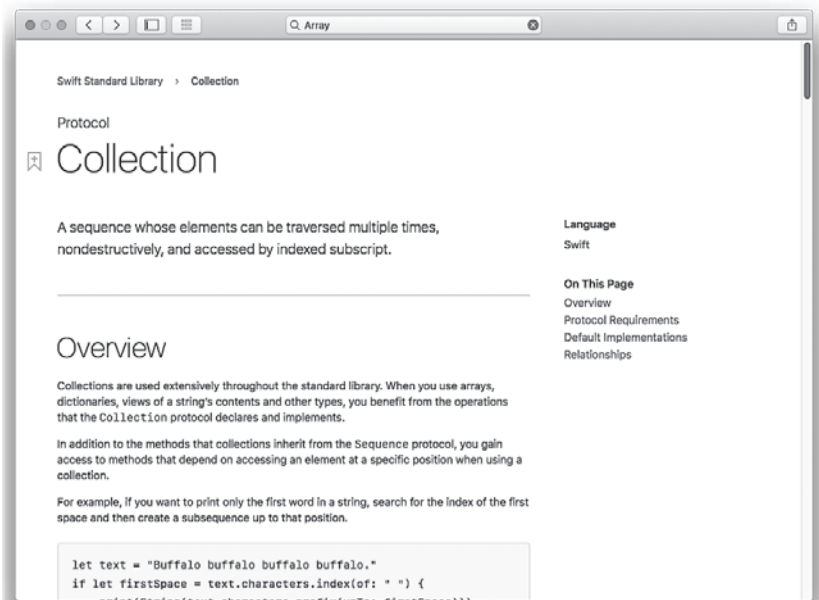 Array
Swift Standard Library › Collection
Protocol
Collection
A sequence whose elements can be traversed multiple times,
nondestructively, and accessed by indexed subscript.
Language
Swift
On This Page
Overview
Protocol Requirements
Default Implementations
Relationships
Overview
Collections are used extensively throughout the standard library. When you use arrays,
dictionaries, views of a string's contents and other types, you benefit from the operations
that the Collection protocol declares and implements.
In addition to the methods that collections inherit from the Sequence protocol, you gain
access to methods that depend on accessing an element at a specific position when using a
collection.
For example, if you want to print only the first word in a string, search for the index of the first
space and then create a subsequence up to that position.
let text = "Buffalo buffalo buffalo buffalo."
if let firstSpace = text.characters.index(of: " ") {